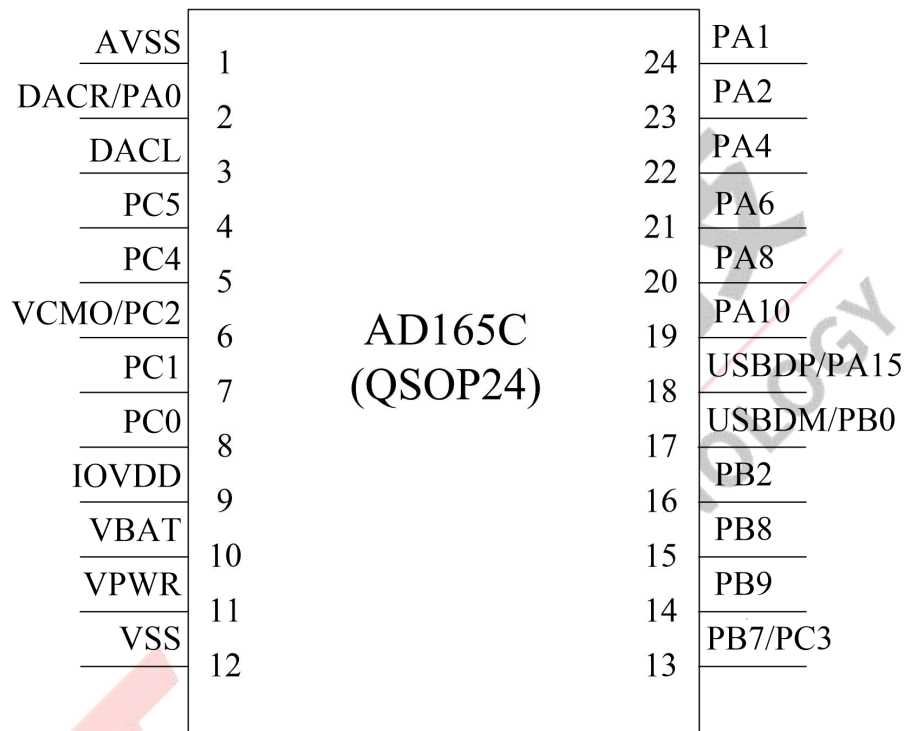 AVSS 1
DACR/PA0 2
DACL 3
PC5 4
PC4 5
VCMO/PC2 6
PC1 7
PC0 8
IOVDD 9
VBAT 10
VPWR 11
VSS 12
AD165C
(QSOP24)
24 PA1
23 PA2
22 PA4
21 PA6
20 PA8
19 PA10
18 USBDP/PA15
17 USBDM/PB0
16 PB2
15 PB8
14 PB9
13 PB7/PC3